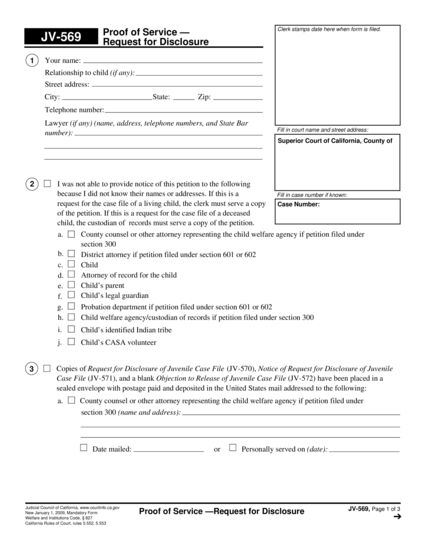 JV-569
Proof of Service —
Request for Disclosure
Clerk stamps date here when form is filed.
1 Your name:
Relationship to child (if any):
Street address:
City: State: Zip:
Telephone number:
Lawyer (if any) (name, address, telephone numbers, and State Bar
number):
Fill in court name and street address:
Superior Court of California, County of
Fill in case number if known:
Case Number:
2 I was not able to provide notice of this petition to the following
because I did not know their names or addresses. If this is a
request for the case file of a living child, the clerk must serve a copy
of the petition. If this is a request for the case file of a deceased
child, the custodian of records must serve a copy of the petition.
a. County counsel or other attorney representing the child welfare agency if petition filed under
section 300
b. District attorney if petition filed under section 601 or 602
c. Child
d. Attorney of record for the child
e. Child's parent
f. Child's legal guardian
g. Probation department if petition filed under section 601 or 602
h. Child welfare agency/custodian of records if petition filed under section 300
i. Child's identified Indian tribe
j. Child's CASA volunteer
3 Copies of Request for Disclosure of Juvenile Case File (JV-570), Notice of Request for Disclosure of Juvenile
Case File (JV-571), and a blank Objection to Release of Juvenile Case File (JV-572) have been placed in a
sealed envelope with postage paid and deposited in the United States mail addressed to the following:
a. County counsel or other attorney representing the child welfare agency if petition filed under
section 300 (name and address):
Date mailed: or Personally served on (date):
Judicial Council of California, www.courtinfo.ca.gov
New January 1, 2009, Mandatory Form
Welfare and Institutions Code, § 827
California Rules of Court, rules 5.552, 5.553
Proof of Service —Request for Disclosure
JV-569, Page 1 of 3
➔